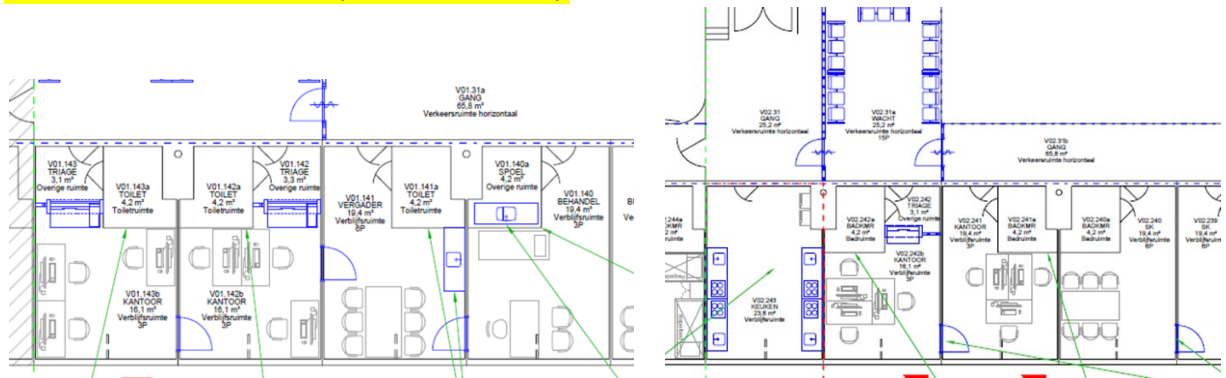 V01.31a
GANG
65,8 m²
Verkeersruimte horizontaal
V01.143
TRIAGE
3,1 m²
Overige ruimte
V01.143a
TOILET
4,2 m²
Toiletruimte
V01.142a
TOILET
4,2 m²
Toiletruimte
V01.142
TRIAGE
3,3 m²
Overige ruimte
V01.141
VERGADER
19,4 m²
Verblijfsruimte
6P
V01.141a
TOILET
4,2 m²
Toiletruimte
V01.140a
SPOEL
4,2 m²
Overige ruimte
V01.140
BEHANDEL
19,4 m²
Verblijfsruimte
3P
V01.143b
KANTOOR
16,1 m²
Verblijfsruimte
3P
V01.142b
KANTOOR
16,1 m²
Verblijfsruimte
3P
V02.31
GANG
25,2 m²
Verkeersruimte horizontaal
V02.31a
WACHT
25,2 m²
Verkeersruimte horizontaal
15P
V02.31b
GANG
65,8 m²
Verkeersruimte horizontaal
V02.242a
BADKMR
4,2 m²
Badruimte
V02.242
TRIAGE
3,1 m²
Overige ruimte
V02.241
KANTOOR
19,4 m²
Verblijfsruimte
3P
V02.241a
BADKMR
4,2 m²
Badruimte
V02.240a
BADKMR
4,2 m²
Badruimte
V02.240
SK
19,4 m²
Verblijfsruimte
6P
V02.239
SK
19,4 m²
V02.242b
KANTOOR
16,1 m²
Verblijfsruimte
3P
V02.243
KEUKEN
23,6 m²
Verblijfsruimte